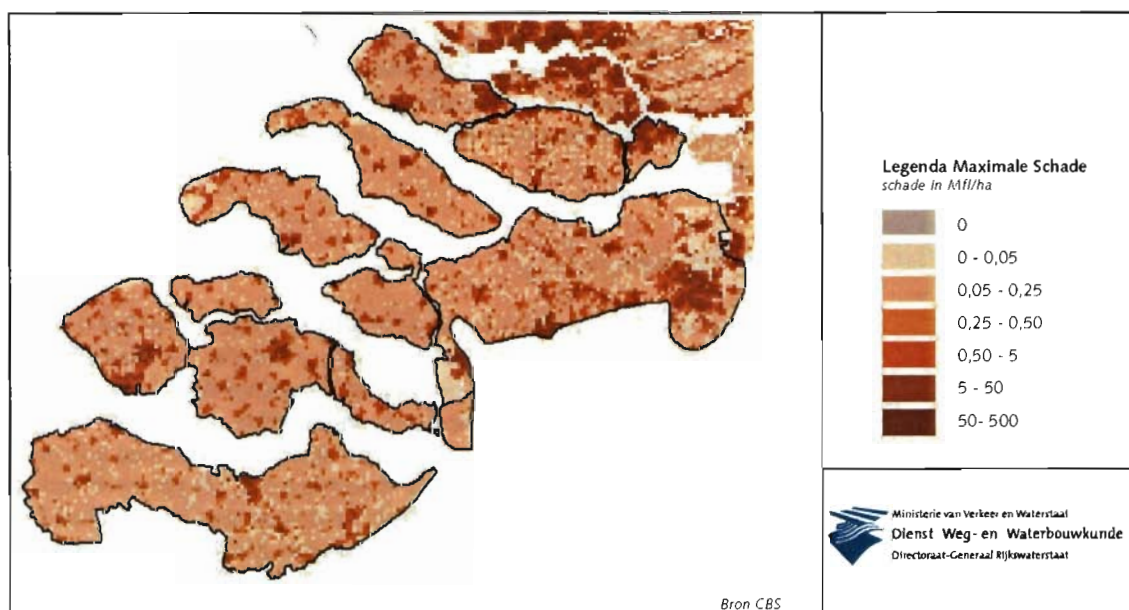 Legenda Maximale Schade
schade in Mfl/ha
0
0 - 0,05
0,05 - 0,25
0,25 - 0,50
0,50 - 5
5 - 50
50- 500
Ministerie van Verkeer en Waterstaat
Dienst Weg- en Waterbouwkunde
Directoraat-Generaal Rijkswaterstaat
Bron CBS